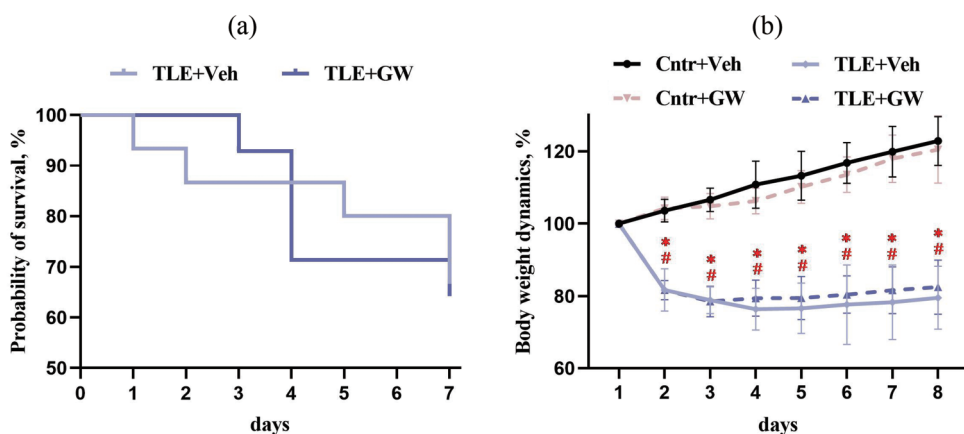 (a)
TLE+Veh TLE+GW
Probability of survival, %
100
90
80
70
60
50
0 1 2 3 4 5 6 7
days
(b)
Cntr+Veh TLE+Veh
Cntr+GW TLE+GW
Body weight dynamics, %
120
100
80
60
* * * * * * *
# # # # # # #
1 2 3 4 5 6 7 8
days